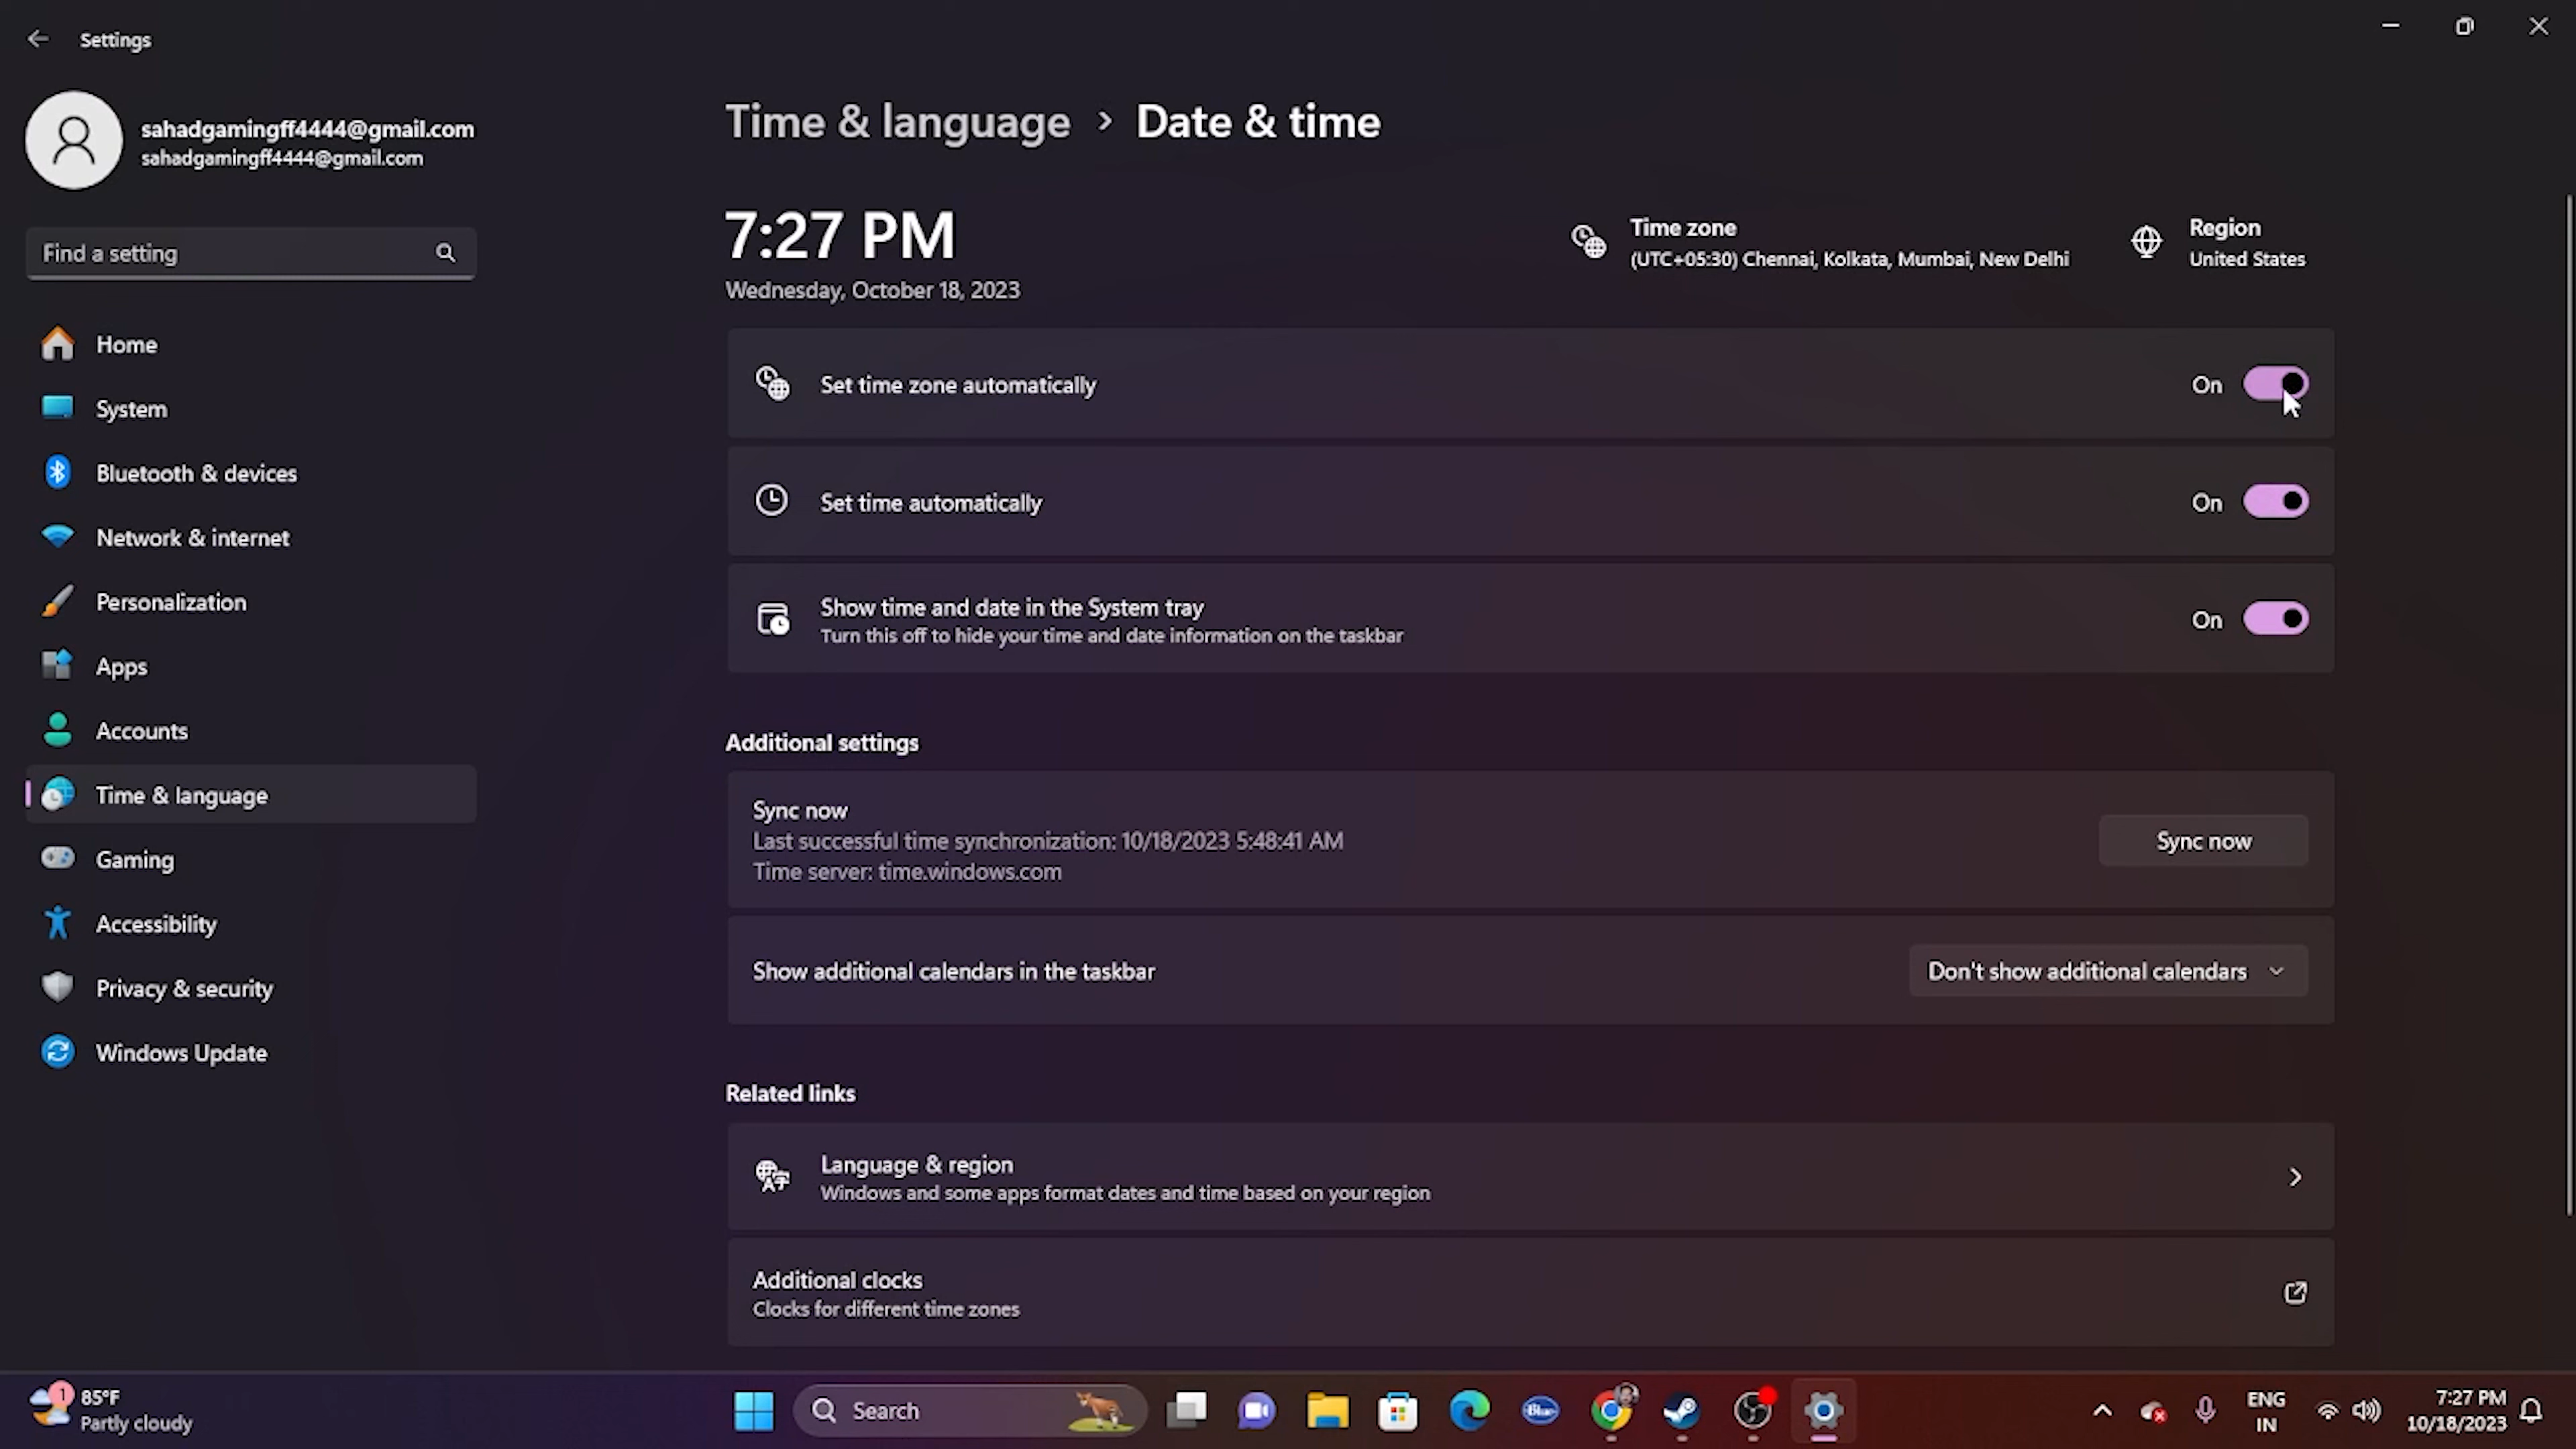 Settings
sahadgamingff4444@gmail.com
sahadgamingff4444@gmail.com
Find a setting
Home
System
Bluetooth & devices
Network & internet
Personalization
Apps
Accounts
Time & language
Gaming
Accessibility
Privacy & security
Windows Update
Time & language > Date & time
7:27 PM
Wednesday, October 18, 2023
Time zone
(UTC+05:30) Chennai, Kolkata, Mumbai, New Delhi
Region
United States
Set time zone automatically
On
Set time automatically
On
Show time and date in the System tray
Turn this off to hide your time and date information on the taskbar
On
Additional settings
Sync now
Last successful time synchronization: 10/18/2023 5:48:41 AM
Time server: time.windows.com
Sync now
Show additional calendars in the taskbar
Don't show additional calendars
Related links
Language & region
Windows and some apps format dates and time based on your region
Additional clocks
Clocks for different time zones
1
85°F
Partly cloudy
Search
Blue
ENG
IN
7:27 PM
10/18/2023